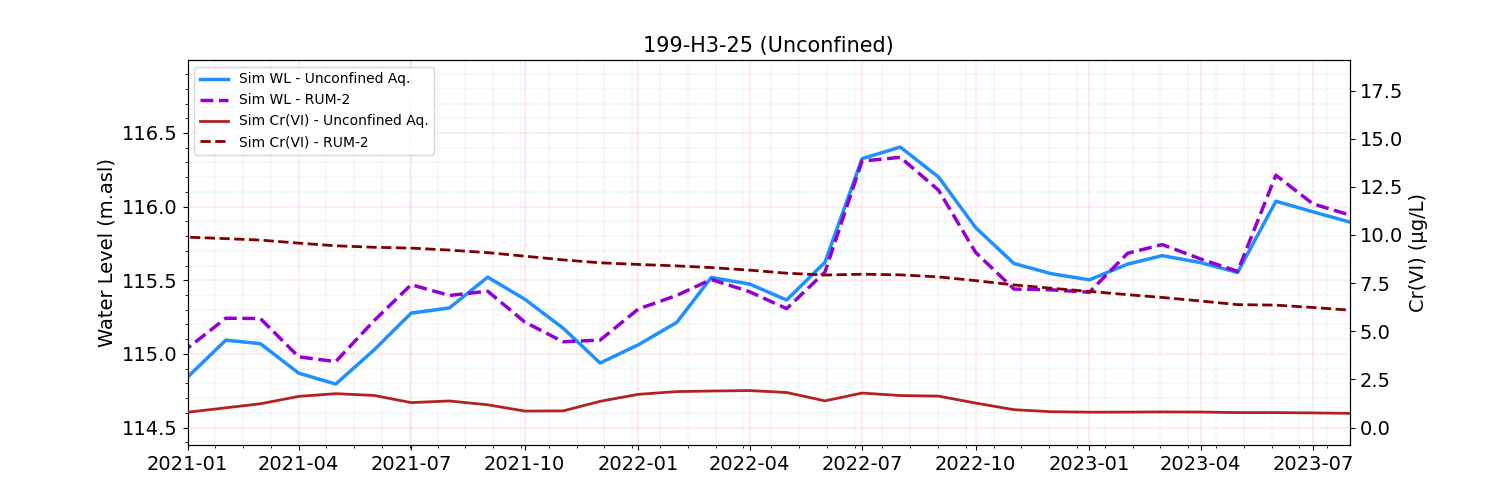 199-H3-25 (Unconfined)
Sim WL - Unconfined Aq.
Sim WL - RUM-2
Sim Cr(VI) - Unconfined Aq.
Sim Cr(VI) - RUM-2
Water Level (m.asl)
116.5
116.0
115.5
115.0
114.5
17.5
15.0
12.5
10.0
7.5
5.0
2.5
0.0
Cr(VI) (μg/L)
2021-01 2021-04 2021-07 2021-10 2022-01 2022-04 2022-07 2022-10 2023-01 2023-04 2023-07